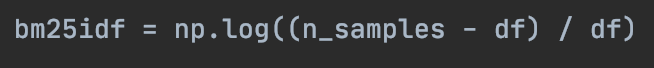 bm25idf = np.log((n_samples - df) / df)